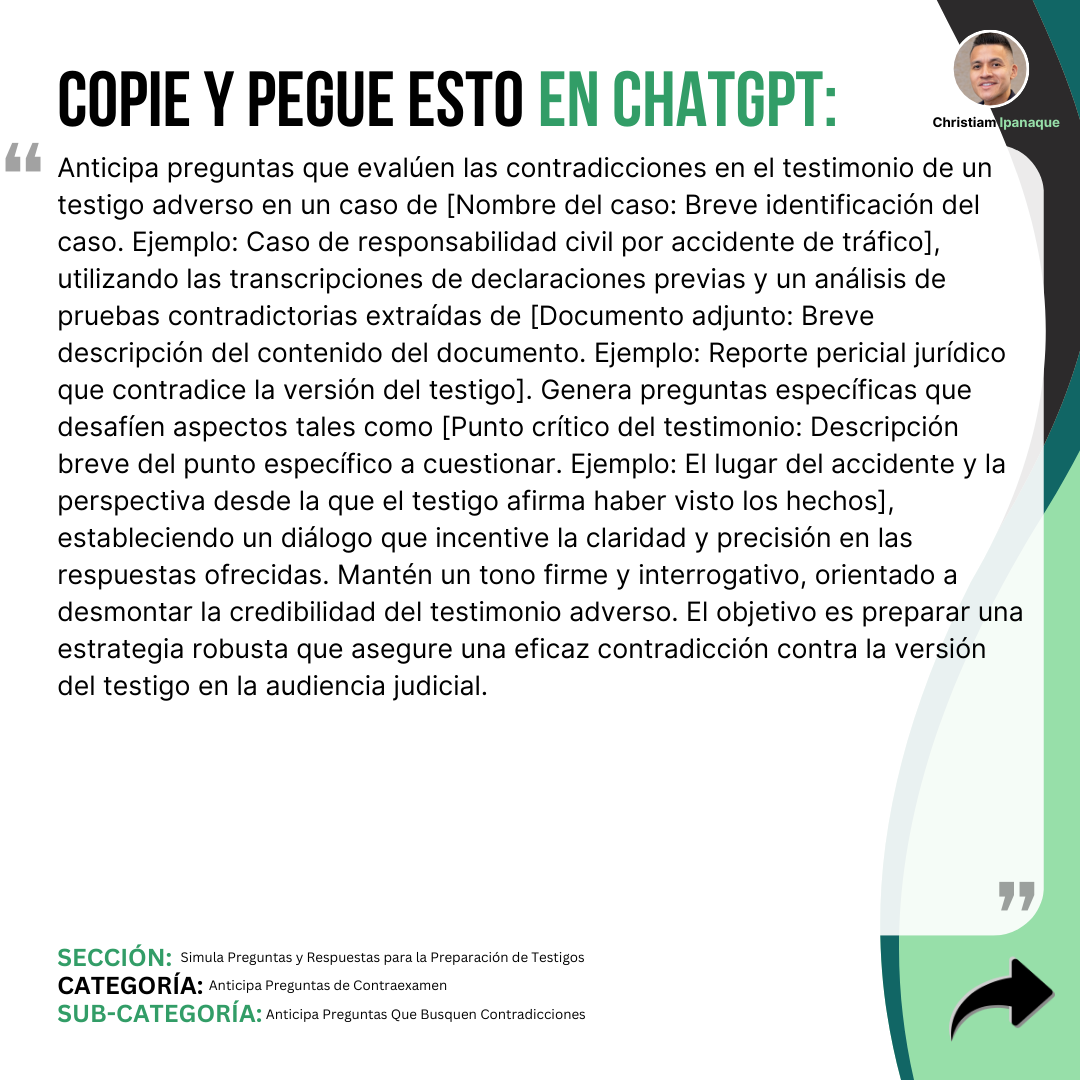 COPIE Y PEGUE ESTO EN CHATGPT:
Christiam Ipanaque
“
Anticipa preguntas que evalúen las contradicciones en el testimonio de un
testigo adverso en un caso de [Nombre del caso: Breve identificación del
caso. Ejemplo: Caso de responsabilidad civil por accidente de tráfico],
utilizando las transcripciones de declaraciones previas y un análisis de
pruebas contradictorias extraídas de [Documento adjunto: Breve
descripción del contenido del documento. Ejemplo: Reporte pericial jurídico
que contradice la versión del testigo]. Genera preguntas específicas que
desafíen aspectos tales como [Punto crítico del testimonio: Descripción
breve del punto específico a cuestionar. Ejemplo: El lugar del accidente y la
perspectiva desde la que el testigo afirma haber visto los hechos],
estableciendo un diálogo que incentive la claridad y precisión en las
respuestas ofrecidas. Mantén un tono firme y interrogativo, orientado a
desmontar la credibilidad del testimonio adverso. El objetivo es preparar una
estrategia robusta que asegure una eficaz contradicción contra la versión
del testigo en la audiencia judicial.
”
SECCIÓN: Simula Preguntas y Respuestas para la Preparación de Testigos
CATEGORÍA: Anticipa Preguntas de Contraexamen
SUB-CATEGORÍA: Anticipa Preguntas Que Busquen Contradicciones